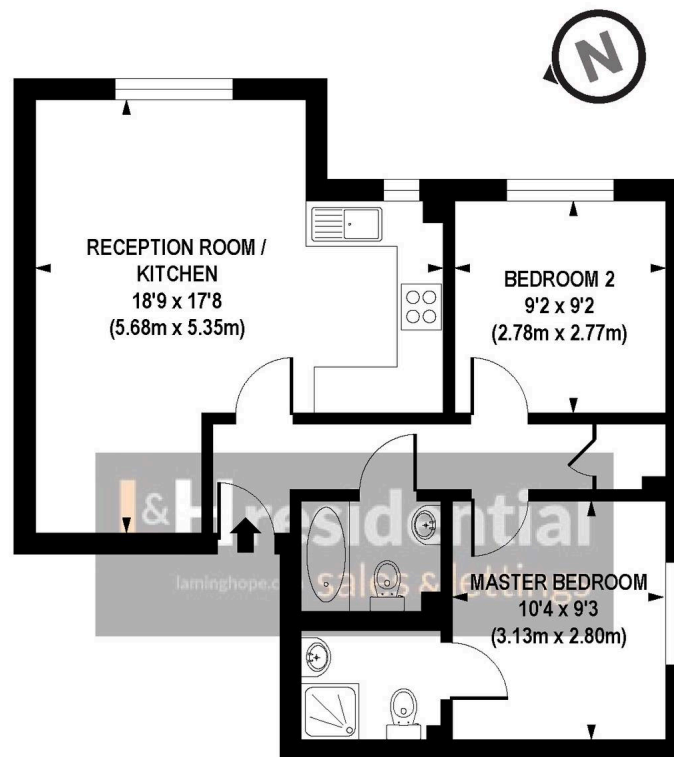 N
RECEPTION ROOM /
KITCHEN
18'9 x 17'8
(5.68m x 5.35m)
BEDROOM 2
9'2 x 9'2
(2.78m x 2.77m)
MASTER BEDROOM
10'4 x 9'3
(3.13m x 2.80m)
l&H residential
laminghope.co
sales & lettings